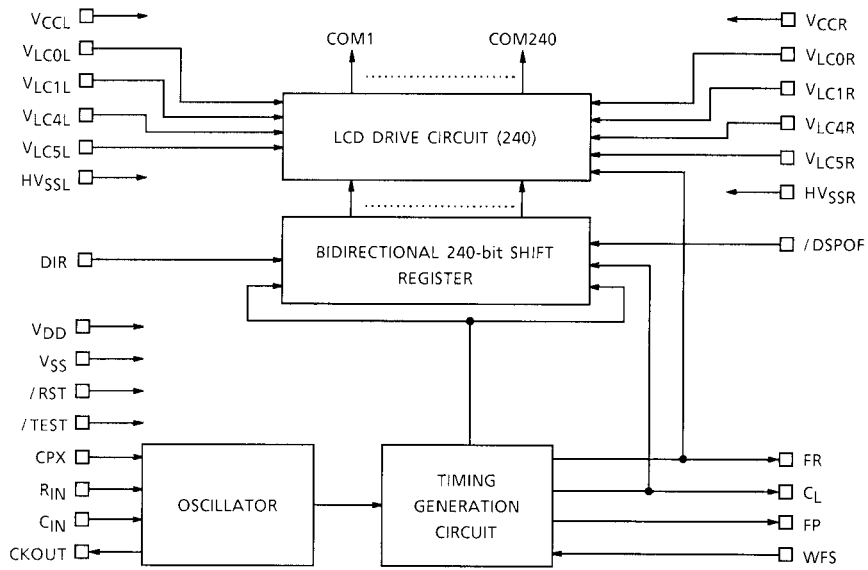 VCCL
VLC0L
VLC1L
VLC4L
VLC5L
HVSSL
DIR
VDD
VSS
/RST
/TEST
CPX
RIN
CIN
CKOUT
COM1
COM240
LCD DRIVE CIRCUIT (240)
BIDIRECTIONAL 240-bit SHIFT
REGISTER
OSCILLATOR
TIMING
GENERATION
CIRCUIT
VCCR
VLC0R
VLC1R
VLC4R
VLC5R
HVSSR
/DSPOF
FR
CL
FP
WFS